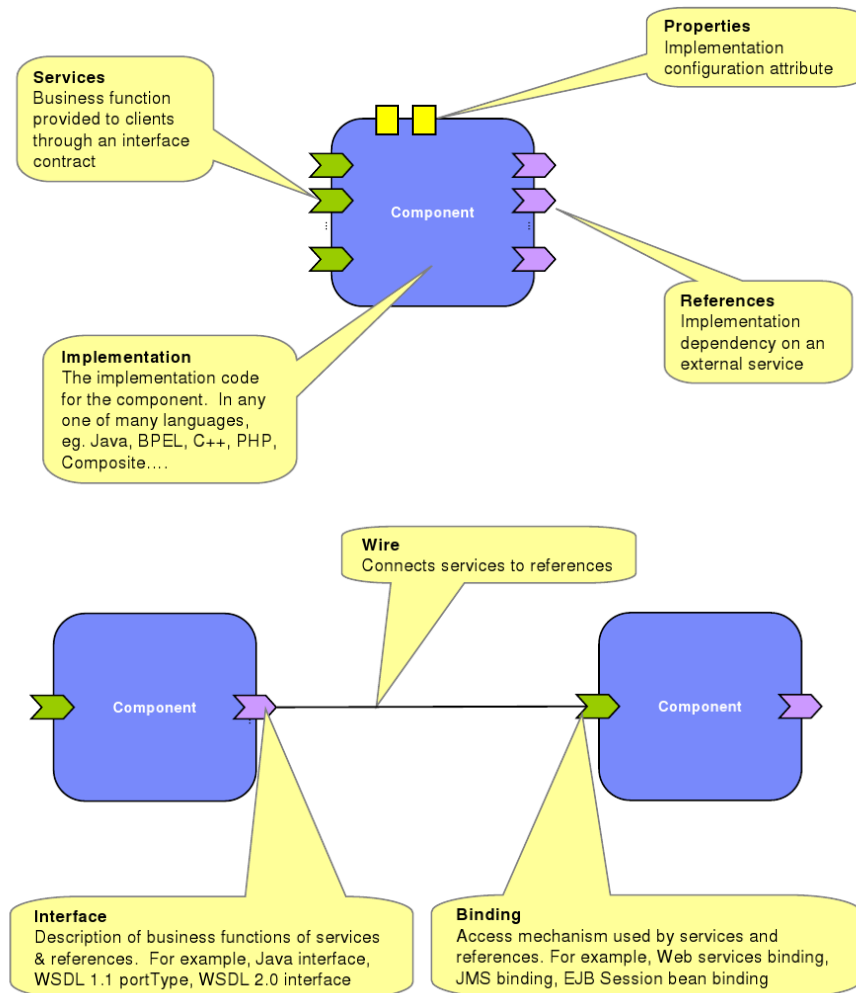 Properties
Implementation
configuration attribute
Services
Business function
provided to clients
through an interface
contract
Component
...
...
References
Implementation
dependency on an
external service
Implementation
The implementation code
for the component.  In any
one of many languages,
eg. Java, BPEL, C++, PHP,
Composite....
Wire
Connects services to references
Component
...
Component
Interface
Description of business functions of services
& references.  For example, Java interface,
WSDL 1.1 portType, WSDL 2.0 interface
Binding
Access mechanism used by services and
references. For example, Web services binding,
JMS binding, EJB Session bean binding